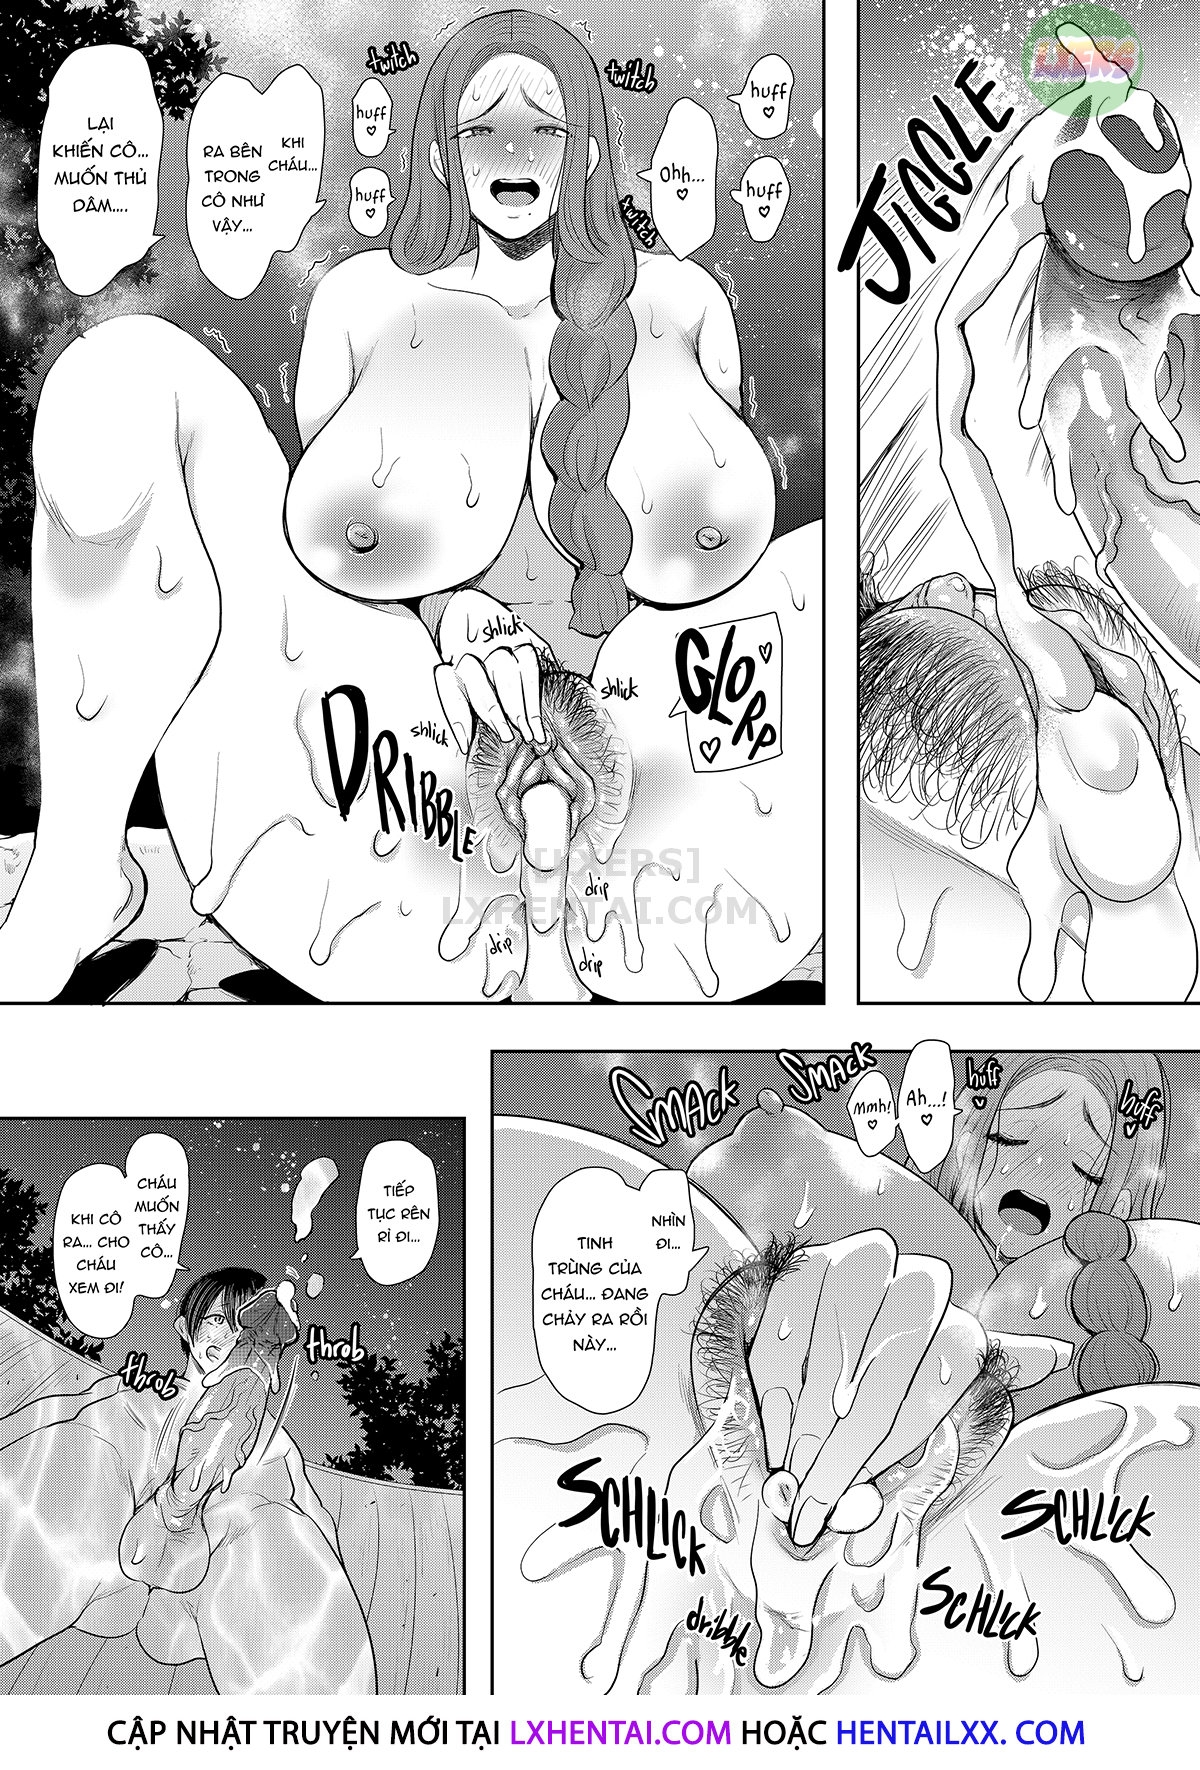 LXERS
JIGGLE
twitch
twitch
twitch
huff
huff
Ohh...
huff
huff
KHI
CHÁU...
RA BÊN
TRONG
CÔ NHƯ
VẬY...
LẠI
KHIẾN CÔ...
MUỐN THỦ
DÂM....
shlick
shlick
shlick
DRIBBLE
GLORP
drip
drip
drip
[LXERS]
LXHENTAI.COM
SMACK
SMACK
Mmh!
Ah...!
huff
huff
NHÌN
ĐI...
TINH
TRÙNG CỦA
CHÁU... ĐANG
CHẢY RA RỒI
NÀY...
SCHLICK
SCHLICK
SCHLICK
dribble
TIẾP
TỤC RÊN
RỈ ĐI...
CHÁU
MUỐN
THẤY
CÔ...
KHI CÔ
RA... CHO
CHÁU
XEM ĐI!
throb
throb
CẬP NHẬT TRUYỆN MỚI TẠI LXHENTAI.COM HOẶC HENTAILXX. COM